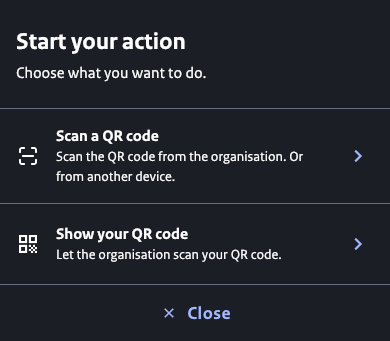 Start your action
Choose what you want to do.
Scan a QR code
Scan the QR code from the organisation. Or
from another device.
Show your QR code
Let the organisation scan your QR code.
Close